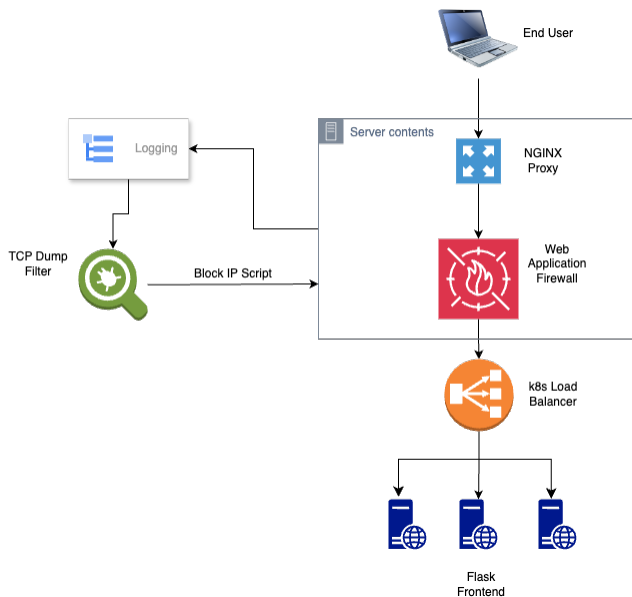 End User
Server contents
NGINX
Proxy
Logging
TCP Dump
Filter
Block IP Script
Web
Application
Firewall
k8s Load
Balancer
Flask
Frontend